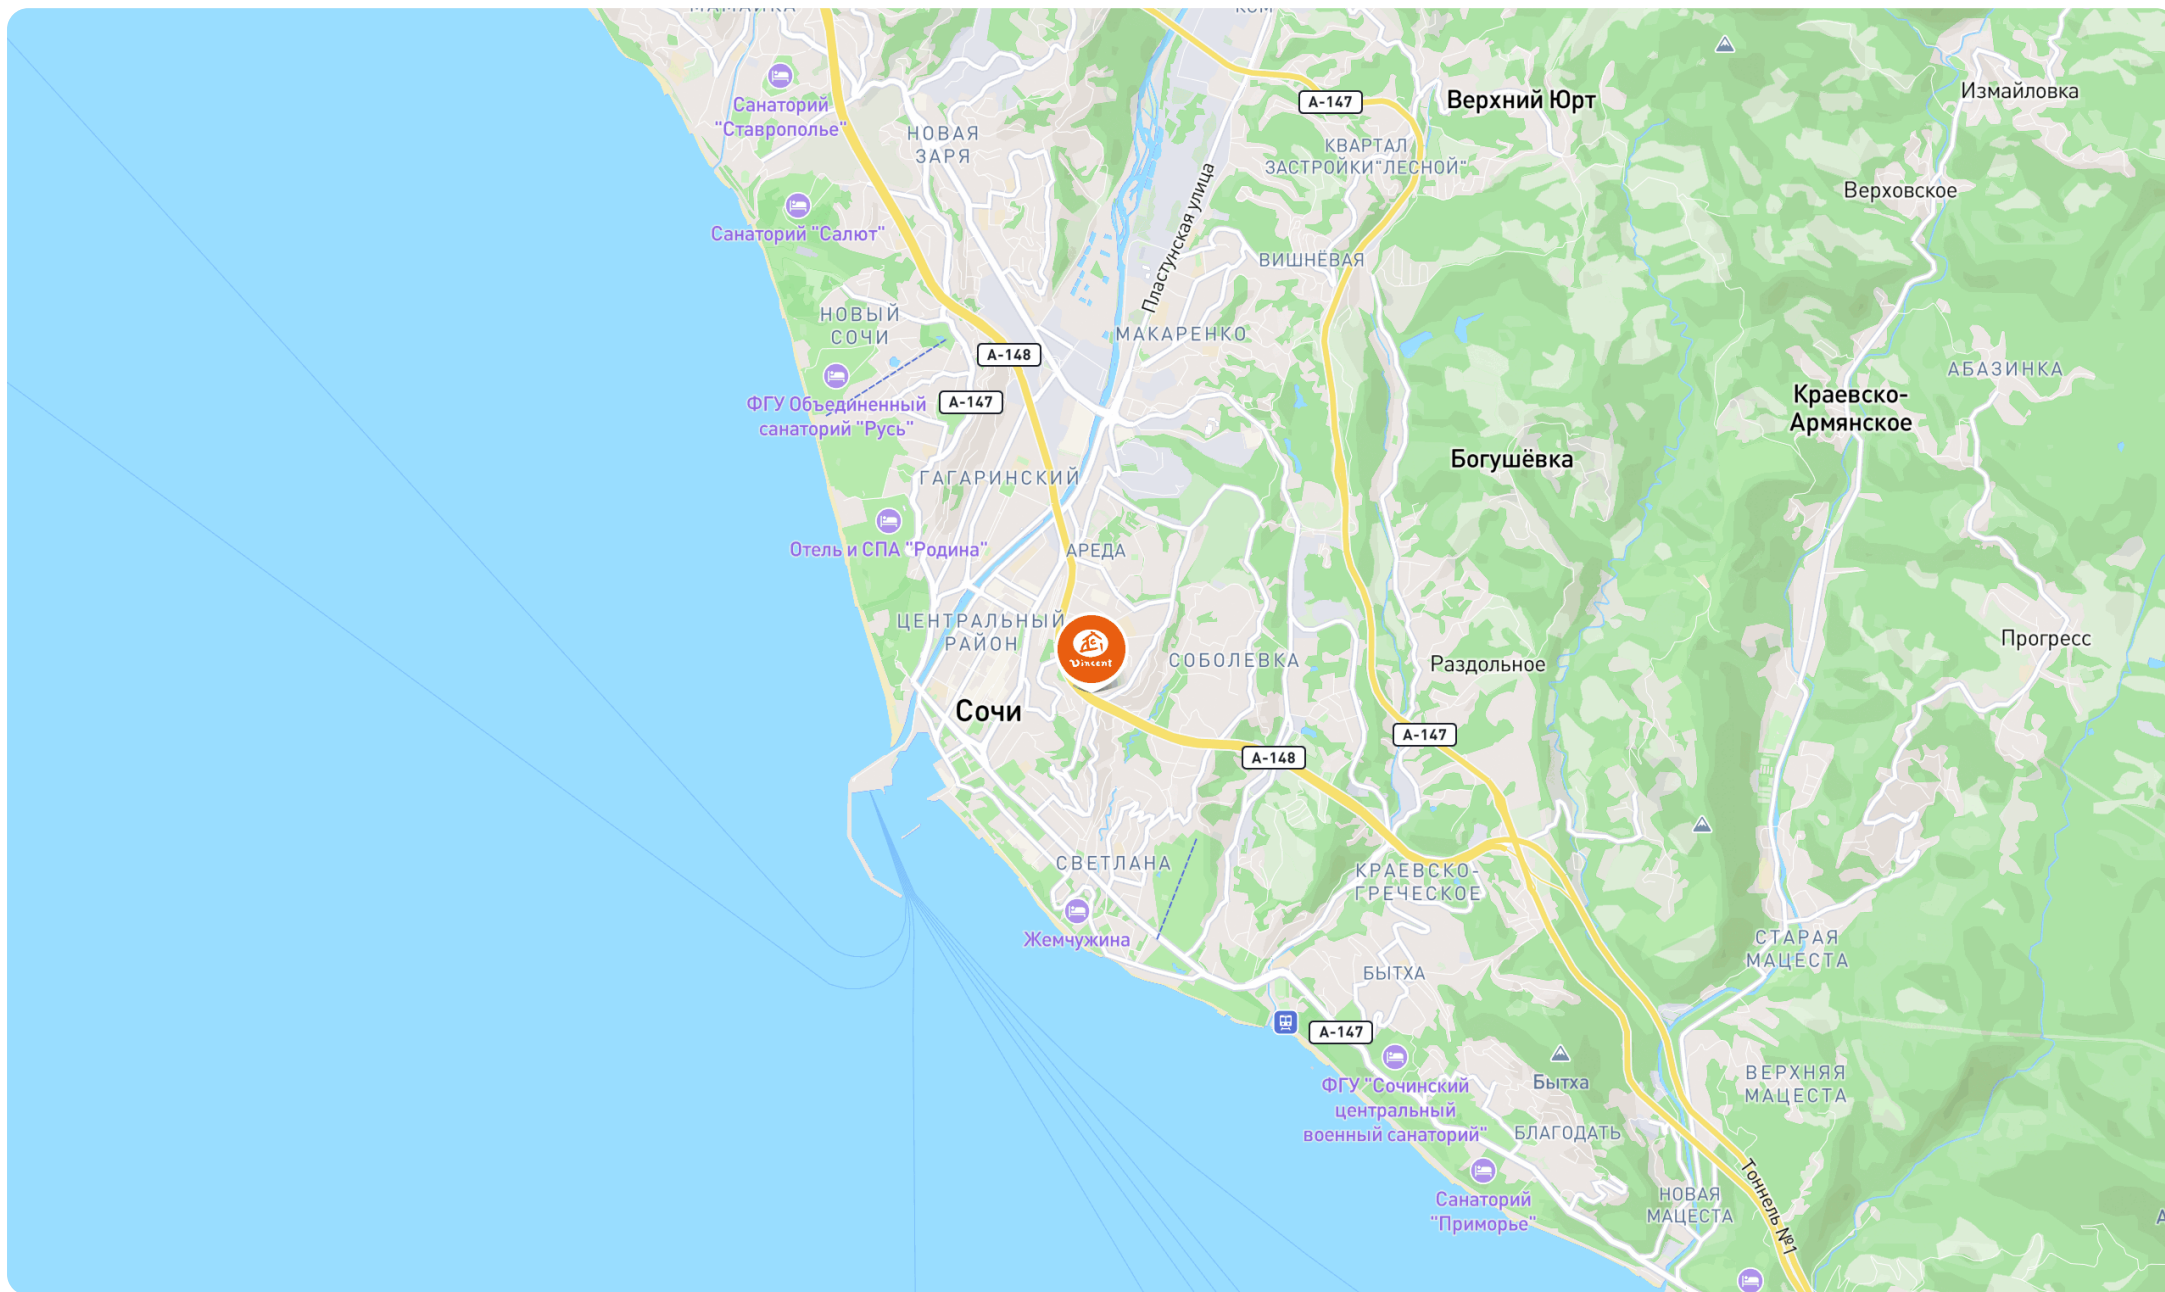 МАМАЙКА
КСМ
Санаторий
"Ставрополье"
НОВАЯ
ЗАРЯ
А-147
Верхний Юрт
Измайловка
КВАРТАЛ
ЗАСТРОЙКИ"ЛЕСНОЙ"
Верховское
Санаторий "Салют"
Пластунская улица
ВИШНЁВАЯ
НОВЫЙ
СОЧИ
МАКАРЕНКО
А-148
АБАЗИНКА
А-147
ФГУ Объединенный
санаторий "Русь"
Краевско-
Армянское
Богушёвка
ГАГАРИНСКИЙ
Отель и СПА "Родина"
АРЕДА
ЦЕНТРАЛЬНЫЙ
РАЙОН
Vincent
СОБОЛЕВКА
Раздольное
Прогресс
Сочи
А-147
А-148
СВЕТЛАНА
КРАЕВСКО-
ГРЕЧЕСКОЕ
Жемчужина
СТАРАЯ
МАЦЕСТА
БЫТХА
А-147
ФГУ "Сочинский
центральный
военный санаторий"
Бытха
ВЕРХНЯЯ
МАЦЕСТА
БЛАГОДАТЬ
Санаторий
"Приморье"
НОВАЯ
МАЦЕСТА
Тоннель №1